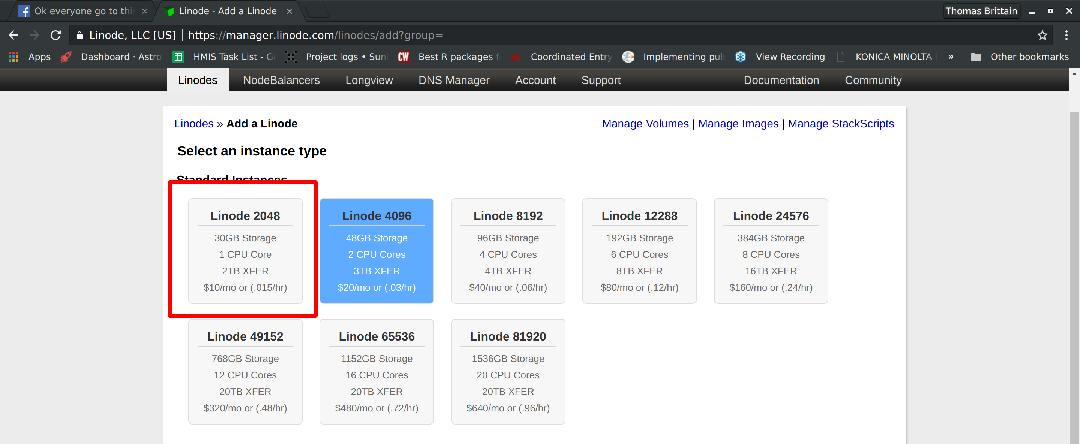 Ok everyone go to this
Linode - Add a Linode
Thomas Brittain
Linode, LLC [US] | https://manager.linode.com/linodes/add?group=
Apps Dashboard - Astro HMIS Task List - G Project logs • Sun Best R packages f Coordinated Entry Implementing pub View Recording KONICA MINOLTA » Other bookmarks
Linodes NodeBalancers Longview DNS Manager Account Support Documentation Community
Linodes » Add a Linode Manage Volumes | Manage Images | Manage StackScripts
Select an instance type
Standard Instances
Linode 2048
30GB Storage
1 CPU Core
2TB XFER
$10/mo or (.015/hr)
Linode 4096
48GB Storage
2 CPU Cores
3TB XFER
$20/mo or (.03/hr)
Linode 8192
96GB Storage
4 CPU Cores
4TB XFER
$40/mo or (.06/hr)
Linode 12288
192GB Storage
6 CPU Cores
8TB XFER
$80/mo or (.12/hr)
Linode 24576
384GB Storage
8 CPU Cores
16TB XFER
$160/mo or (.24/hr)
Linode 49152
768GB Storage
12 CPU Cores
20TB XFER
$320/mo or (.48/hr)
Linode 65536
1152GB Storage
16 CPU Cores
20TB XFER
$480/mo or (.72/hr)
Linode 81920
1536GB Storage
20 CPU Cores
20TB XFER
$640/mo or (.96/hr)